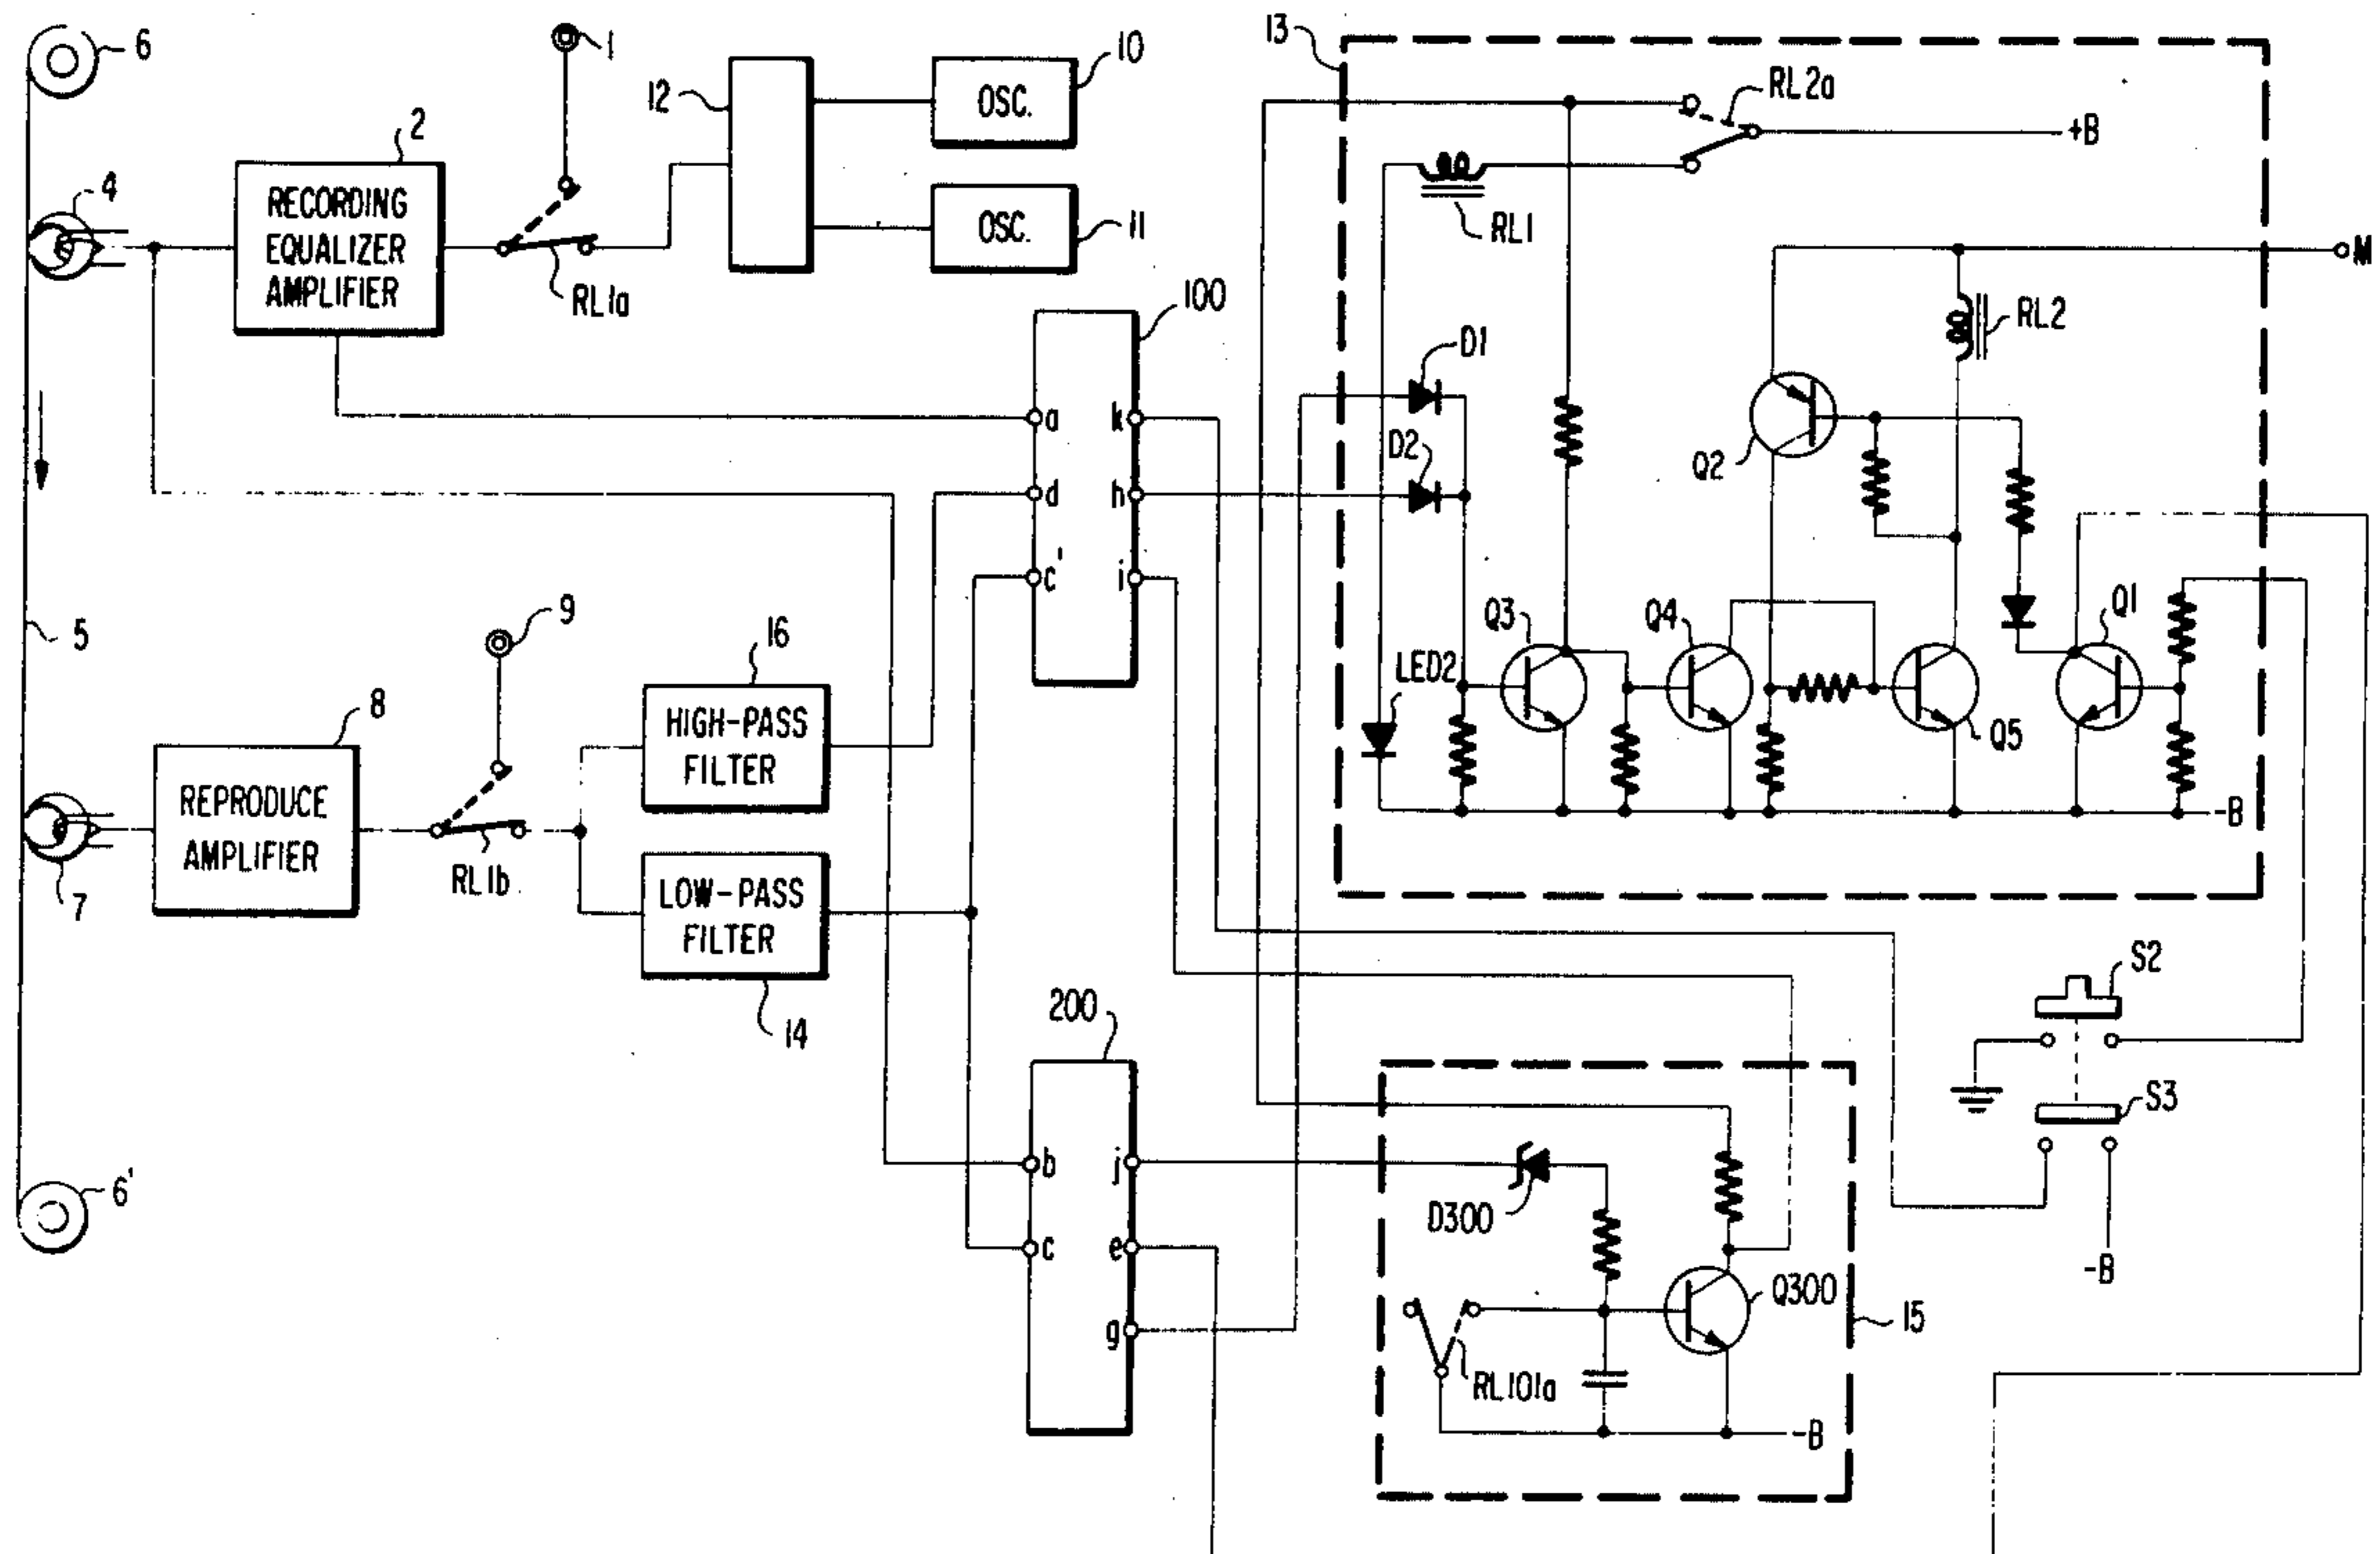 6
1
12
10
OSC.
OSC.
11
13
RL2a
+B
RL1
M
RL2
2
RECORDING
EQUALIZER
AMPLIFIER
4
RL1a
100
a
k
d
h
c'
i
D1
D2
Q2
Q3
Q4
Q1
Q5
LED2
-B
5
9
16
HIGH-PASS
FILTER
8
REPRODUCE
AMPLIFIER
7
RL1b
LOW-PASS
FILTER
14
200
b
j
c
e
g
6'
S2
S3
-B
D300
Q300
RL101a
15
-B